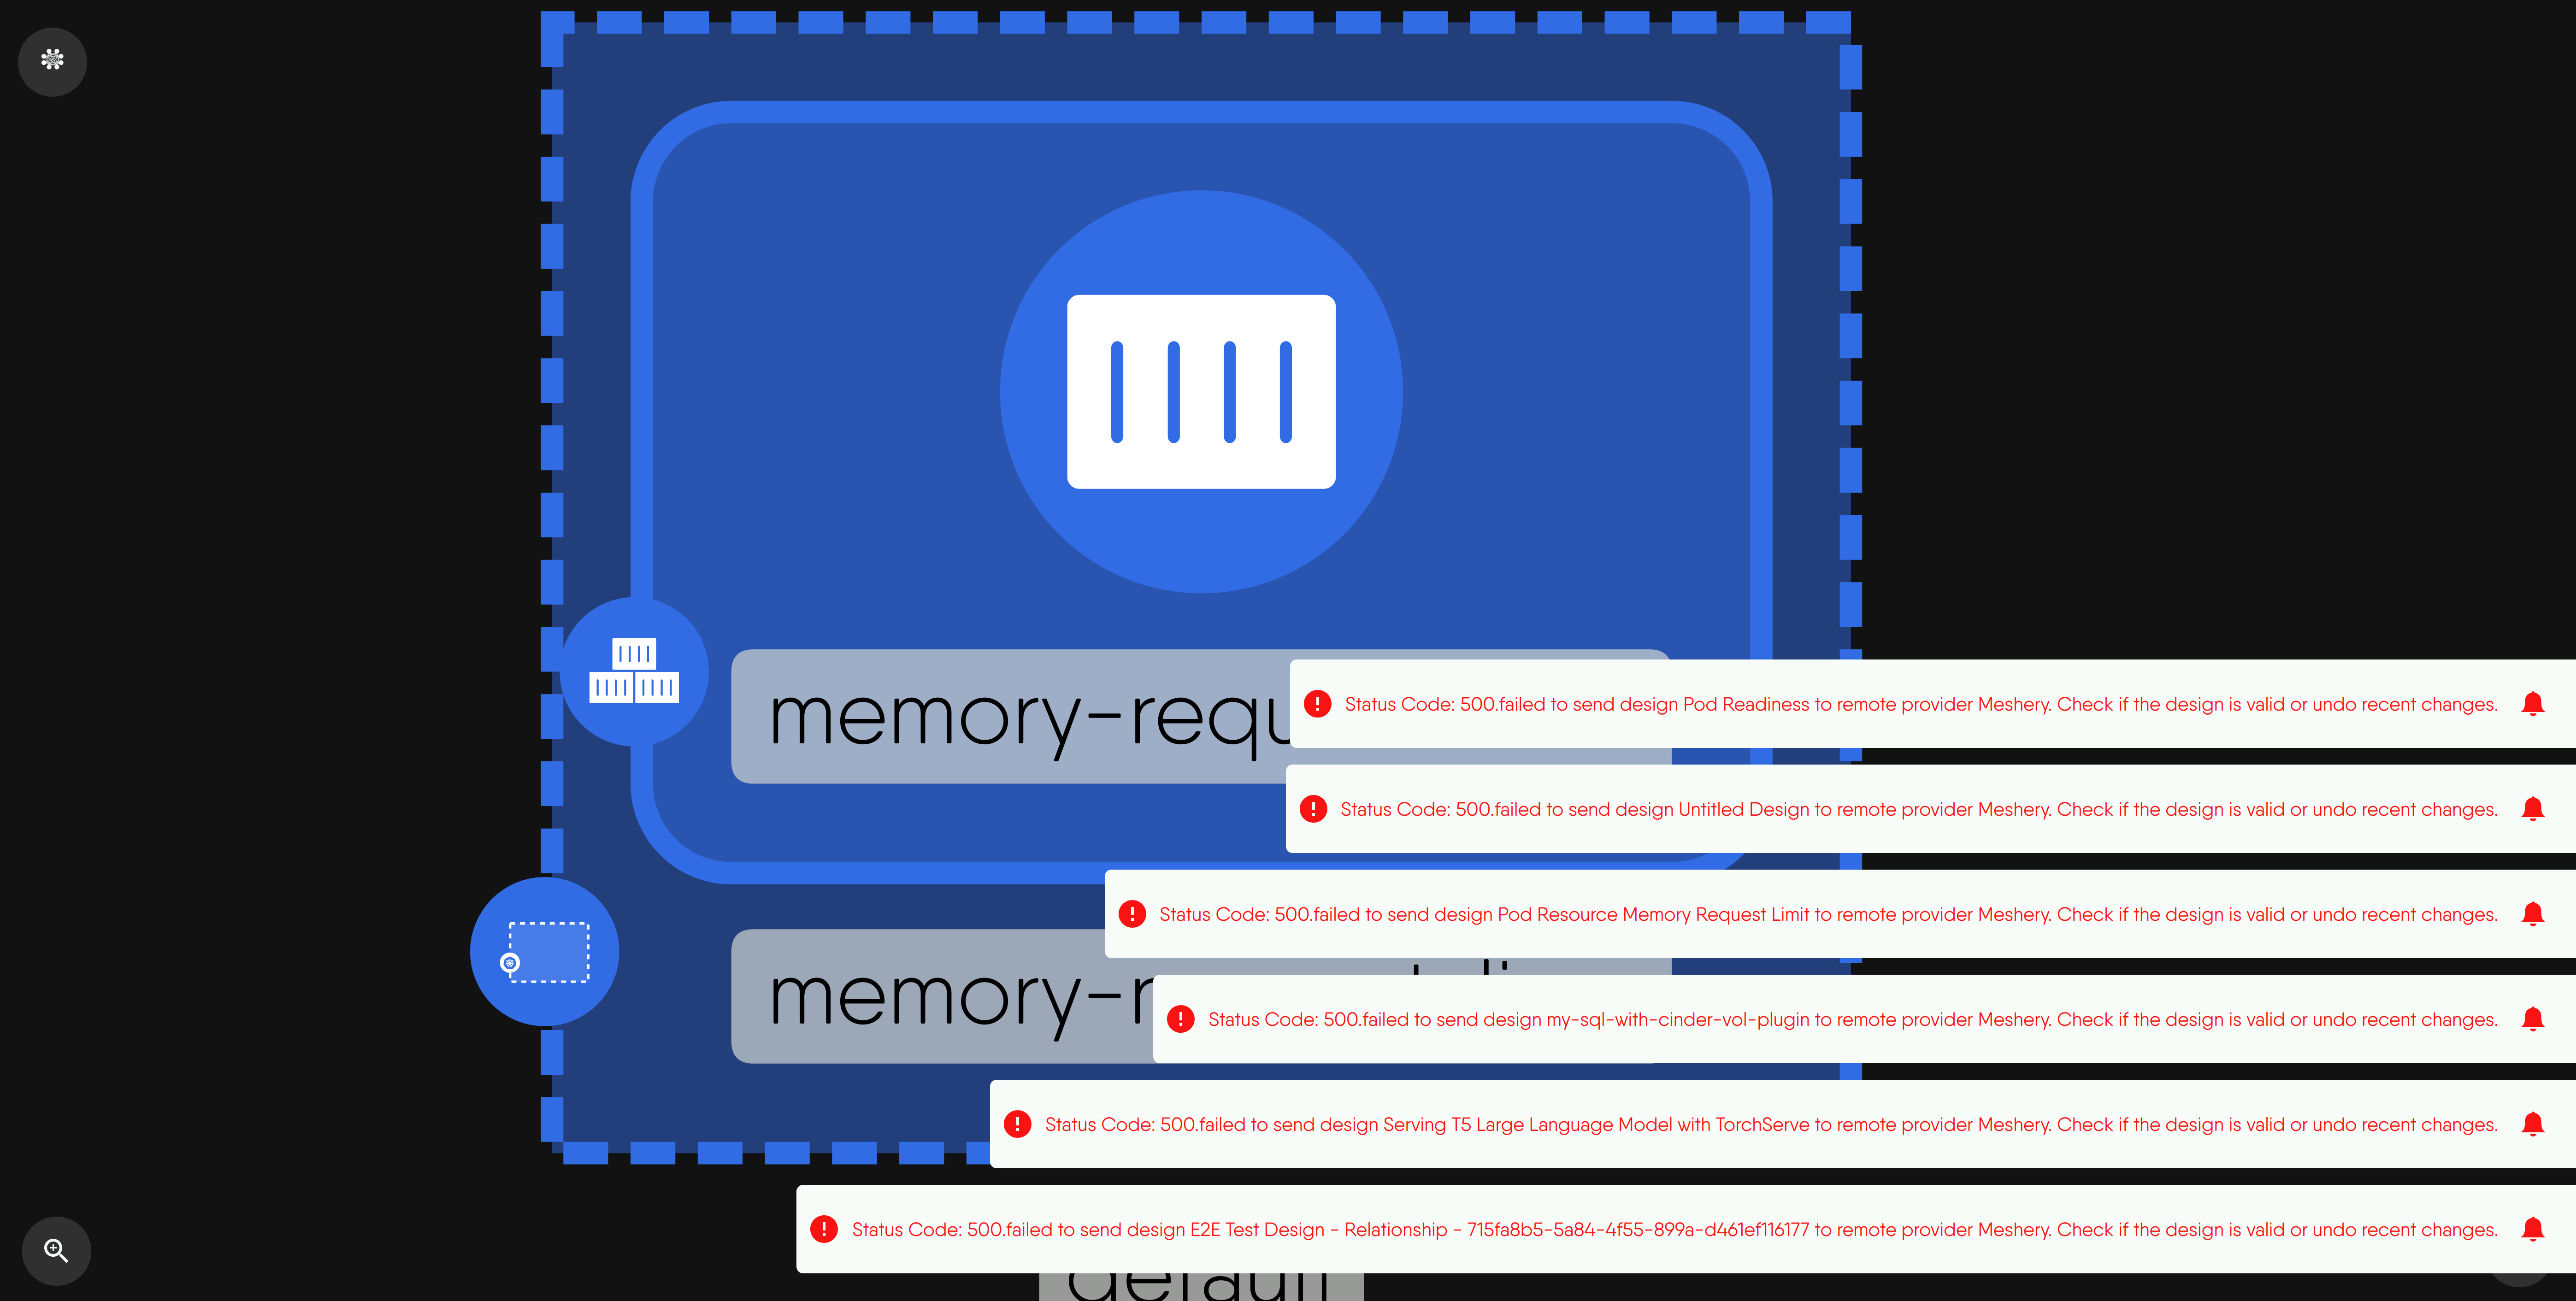 memory-requ
Status Code: 500.failed to send design Pod Readiness to remote provider Meshery. Check if the design is valid or undo recent changes.
Status Code: 500.failed to send design Untitled Design to remote provider Meshery. Check if the design is valid or undo recent changes.
Status Code: 500.failed to send design Pod Resource Memory Request Limit to remote provider Meshery. Check if the design is valid or undo recent changes.
memory-r
Status Code: 500.failed to send design my-sql-with-cinder-vol-plugin to remote provider Meshery. Check if the design is valid or undo recent changes.
Status Code: 500.failed to send design Serving T5 Large Language Model with TorchServe to remote provider Meshery. Check if the design is valid or undo recent changes.
Status Code: 500.failed to send design E2E Test Design - Relationship - 715fa8b5-5a84-4f55-899a-d461ef116177 to remote provider Meshery. Check if the design is valid or undo recent changes.
default